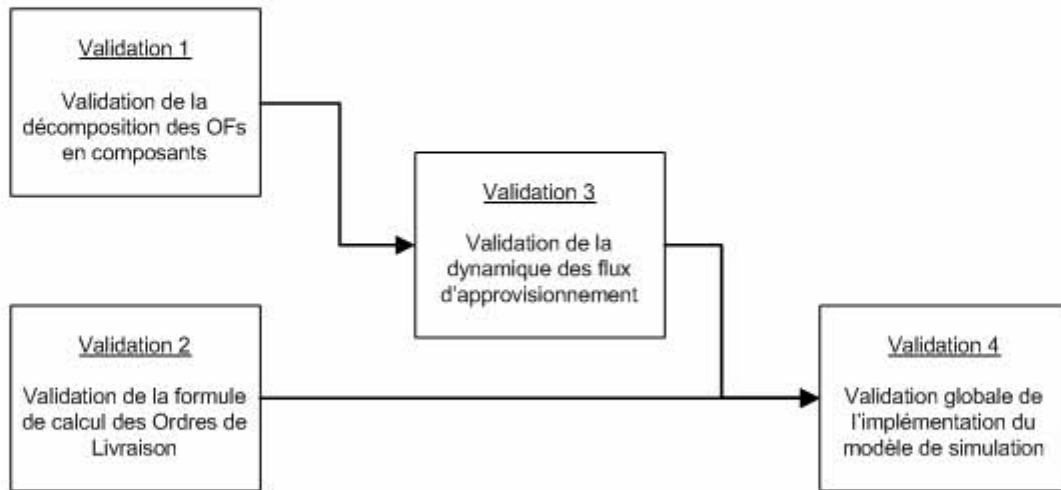 Validation 1
Validation de la
décomposition des OFs
en composants
Validation 3
Validation de la
dynamique des flux
d'approvisionnement
Validation 2
Validation de la formule
de calcul des Ordres de
Livraison
Validation 4
Validation globale de
l'implémentation du
modèle de simulation